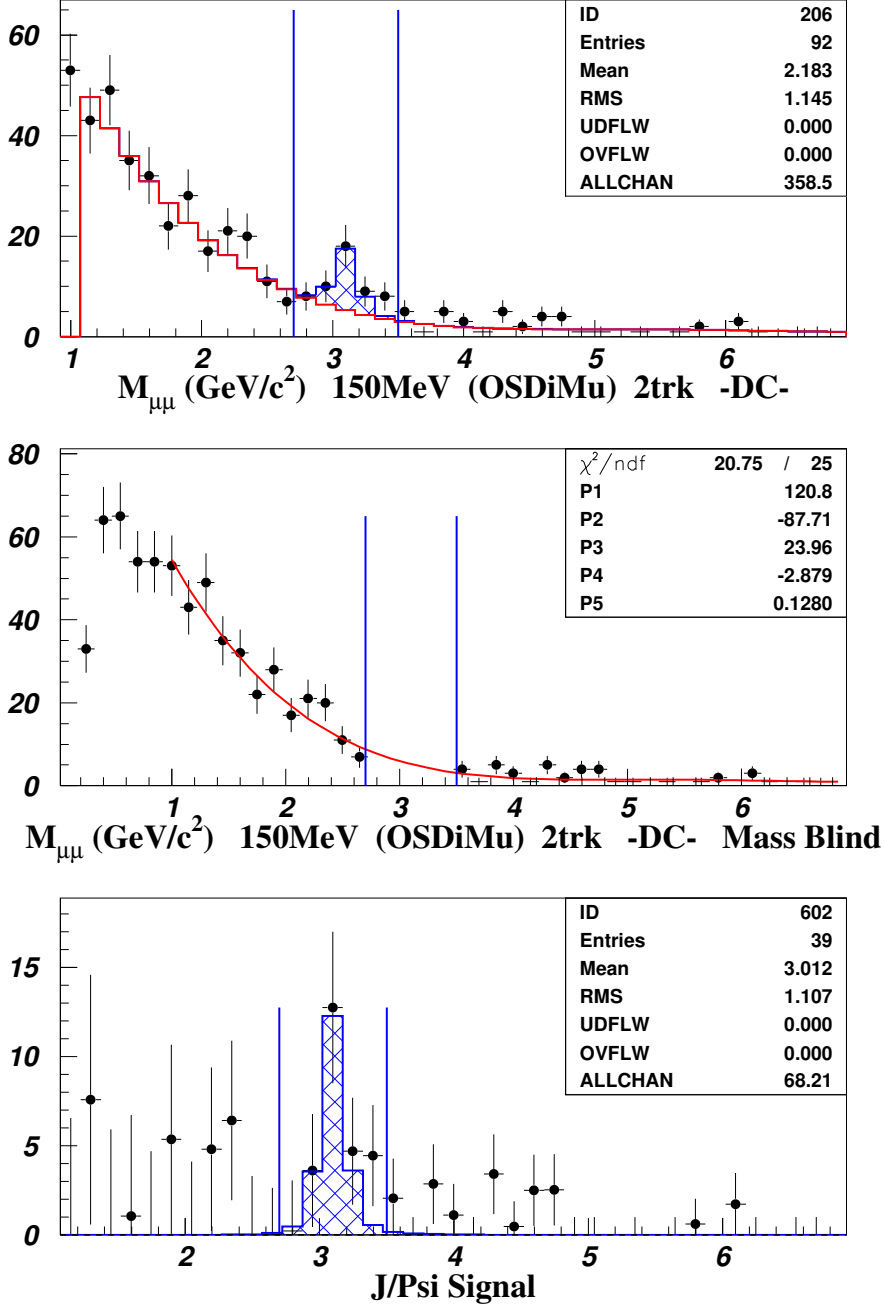 ID 206
Entries 92
Mean 2.183
RMS 1.145
UDFLW 0.000
OVFLW 0.000
ALLCHAN 358.5
60
40
20
0
1 2 3 4 5 6
Mμμ (GeV/c²) 150MeV (OSDiMu) 2trk -DC-
χ²/ndf 20.75 / 25
P1 120.8
P2 -87.71
P3 23.96
P4 -2.879
P5 0.1280
80
60
40
20
0
1 2 3 4 5 6
Mμμ (GeV/c²) 150MeV (OSDiMu) 2trk -DC- Mass Blind
ID 602
Entries 39
Mean 3.012
RMS 1.107
UDFLW 0.000
OVFLW 0.000
ALLCHAN 68.21
15
10
5
0
2 3 4 5 6
J/Psi Signal